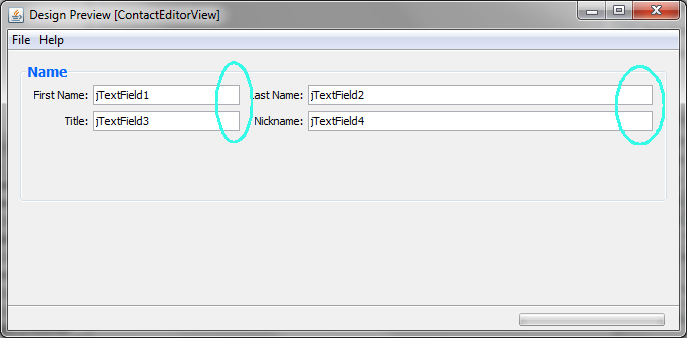 Design Preview [ContactEditorView]
File Help
Name
First Name: jTextField1 Last Name: jTextField2
Title: jTextField3 Nickname: jTextField4